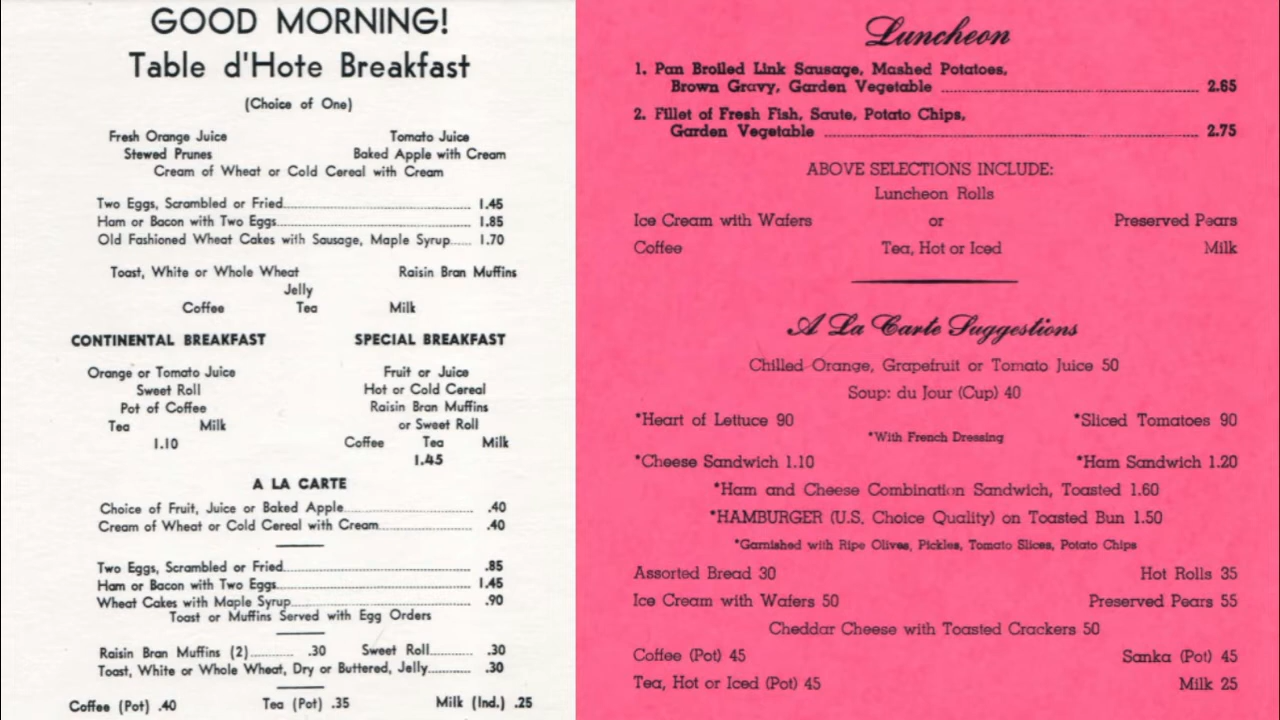 GOOD MORNING!
Table d'Hote Breakfast
(Choice of One)
Fresh Orange Juice Tomato Juice
Stewed Prunes Baked Apple with Cream
Cream of Wheat or Cold Cereal with Cream
Two Eggs, Scrambled or Fried 1.45
Ham or Bacon with Two Eggs 1.85
Old Fashioned Wheat Cakes with Sausage, Maple Syrup 1.70
Toast, White or Whole Wheat Raisin Bran Muffins
Jelly
Coffee Tea Milk
CONTINENTAL BREAKFAST
Orange or Tomato Juice
Sweet Roll
Pot of Coffee
Tea Milk
1.10
SPECIAL BREAKFAST
Fruit or Juice
Hot or Cold Cereal
Raisin Bran Muffins
or Sweet Roll
Coffee Tea Milk
1.45
A LA CARTE
Choice of Fruit, Juice or Baked Apple .40
Cream of Wheat or Cold Cereal with Cream .40
Two Eggs, Scrambled or Fried .85
Ham or Bacon with Two Eggs 1.45
Wheat Cakes with Maple Syrup .90
Toast or Muffins Served with Egg Orders
Raisin Bran Muffins (2) .30 Sweet Roll .30
Toast, White or Whole Wheat, Dry or Buttered, Jelly .30
Coffee (Pot) .40 Tea (Pot) .35 Milk (Ind.) .25
Luncheon
1. Pan Broiled Link Sausage, Mashed Potatoes,
Brown Gravy, Garden Vegetable 2.65
2. Fillet of Fresh Fish, Saute, Potato Chips,
Garden Vegetable 2.75
ABOVE SELECTIONS INCLUDE:
Luncheon Rolls
Ice Cream with Wafers or Preserved Pears
Coffee Tea, Hot or Iced Milk
A La Carte Suggestions
Chilled Orange, Grapefruit or Tomato Juice 50
Soup: du Jour (Cup) 40
*Heart of Lettuce 90 *Sliced Tomatoes 90
*With French Dressing
*Cheese Sandwich 1.10 *Ham Sandwich 1.20
*Ham and Cheese Combination Sandwich, Toasted 1.60
*HAMBURGER (U.S. Choice Quality) on Toasted Bun 1.50
*Garnished with Ripe Olives, Pickles, Tomato Slices, Potato Chips
Assorted Bread 30 Hot Rolls 35
Ice Cream with Wafers 50 Preserved Pears 55
Cheddar Cheese with Toasted Crackers 50
Coffee (Pot) 45 Sanka (Pot) 45
Tea, Hot or Iced (Pot) 45 Milk 25